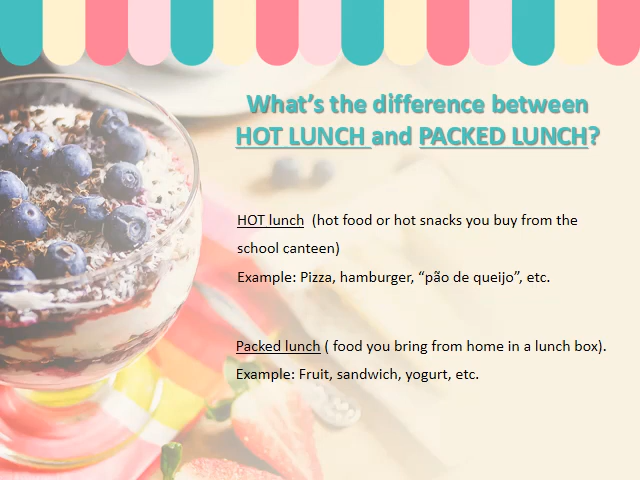 What's the difference between
HOT LUNCH and PACKED LUNCH?
HOT lunch (hot food or hot snacks you buy from the
school canteen)
Example: Pizza, hamburger, “pão de queijo”, etc.
Packed lunch ( food you bring from home in a lunch box).
Example: Fruit, sandwich, yogurt, etc.